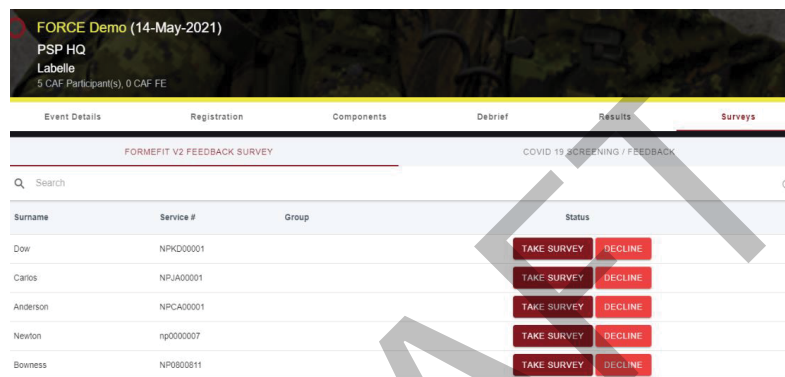 FORCE Demo (14-May-2021)
PSP HQ
Labelle
5 CAF Participant(s), 0 CAF FE
Event Details Registration Components Debrief Results Surveys
FORMEFIT V2 FEEDBACK SURVEY COVID 19 SCREENING / FEEDBACK
Search
Surname Service # Group Status
Dow NPKD00001 TAKE SURVEY DECLINE
Carlos NPJA00001 TAKE SURVEY DECLINE
Anderson NPCA00001 TAKE SURVEY DECLINE
Newton np0000007 TAKE SURVEY DECLINE
Bowness NP0800811 TAKE SURVEY DECLINE